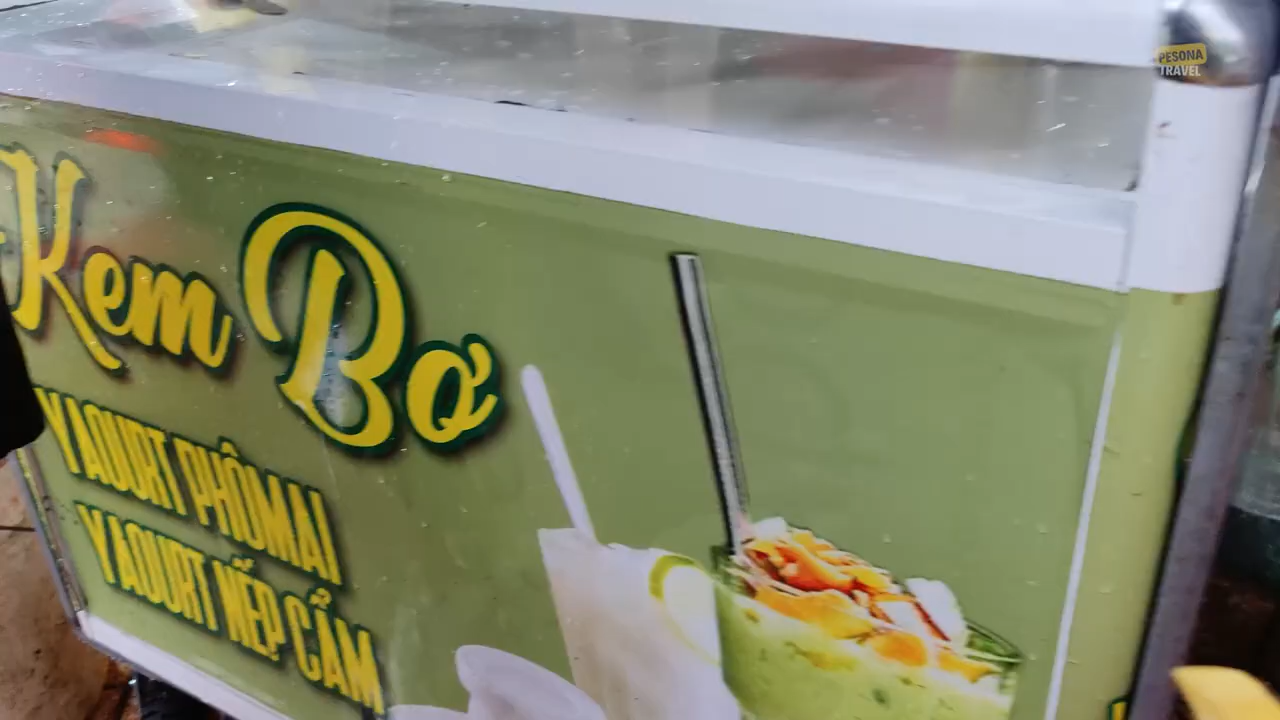 PESONA
TRAVEL
Kem Bơ
YAOURT PHÔMAI
YAOURT NẾP CẨM